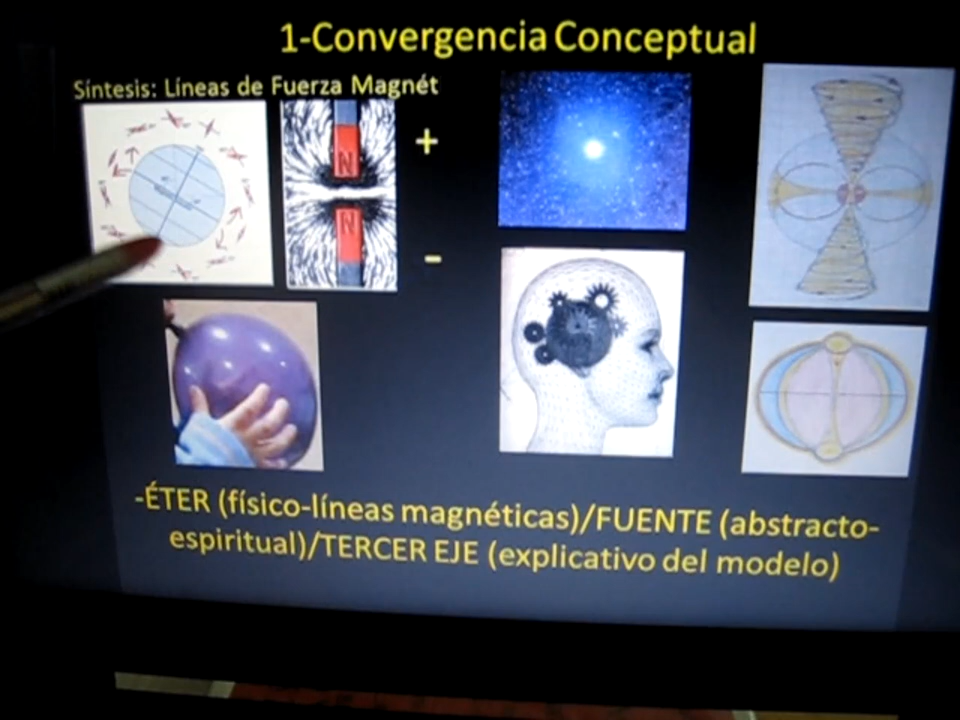 1-Convergencia Conceptual
Síntesis: Líneas de Fuerza Magnét
+
N
N
-
-ÉTER (físico-líneas magnéticas)/FUENTE (abstracto-
espiritual)/TERCER EJE (explicativo del modelo)